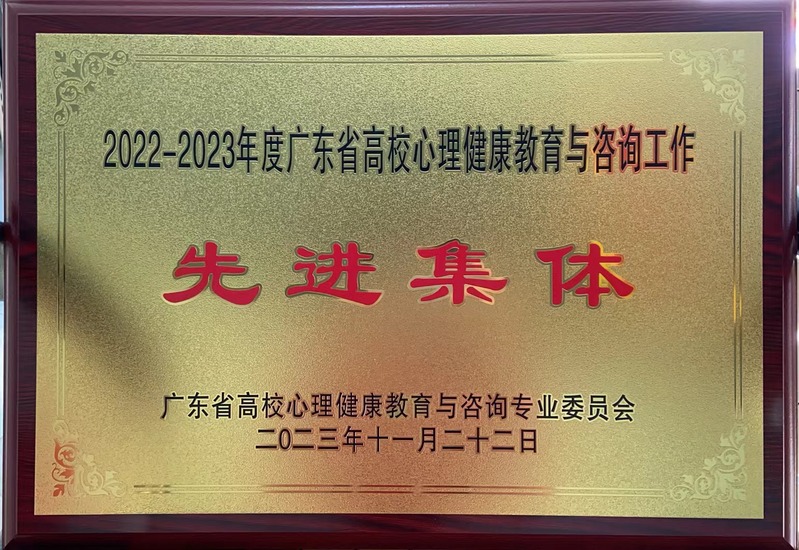 2022-2023年度广东省高校心理健康教育与咨询工作
先进集体
广东省高校心理健康教育与咨询专业委员会
二〇二三年十一月二十二日